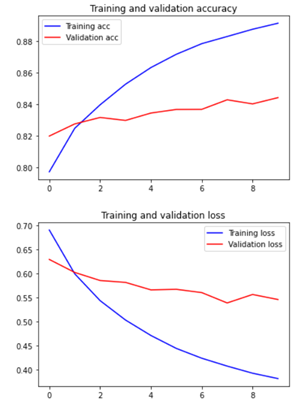 Training and validation accuracy
Training acc
Validation acc
0.88
0.86
0.84
0.82
0.80
0 2 4 6 8
Training and validation loss
Training loss
Validation loss
0.70
0.65
0.60
0.55
0.50
0.45
0.40
0 2 4 6 8